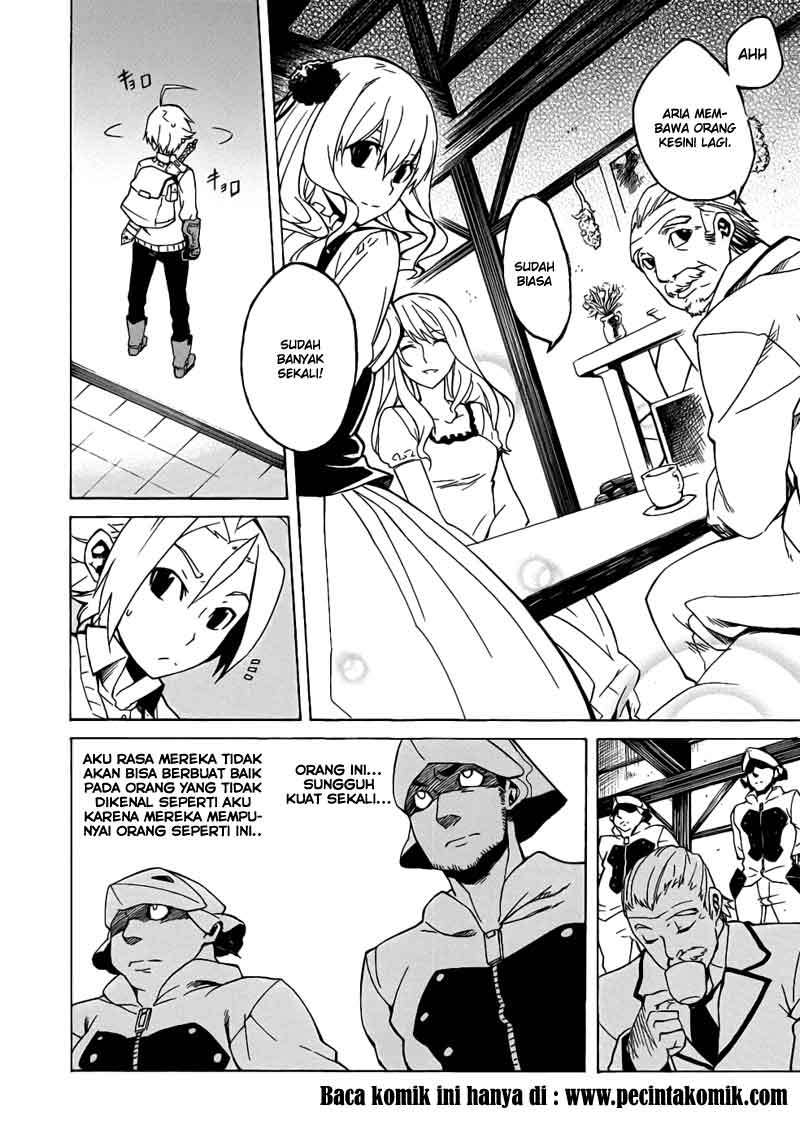 AHH
ARIA MEM-
BAWA ORANG
KESINI LAGI.
SUDAH
BIASA
SUDAH
BANYAK
SEKALI!
キョロ
キョロ
ORANG INI...
SUNGGUH
KUAT SEKALI...
AKU RASA MEREKA TIDAK
AKAN BISA BERBUAT BAIK
PADA ORANG YANG TIDAK
DIKENAL SEPERTI AKU
KARENA MEREKA MEMPU-
NYAI ORANG SEPERTI INI..
Baca komik ini hanya di : www.pecintakomik.com